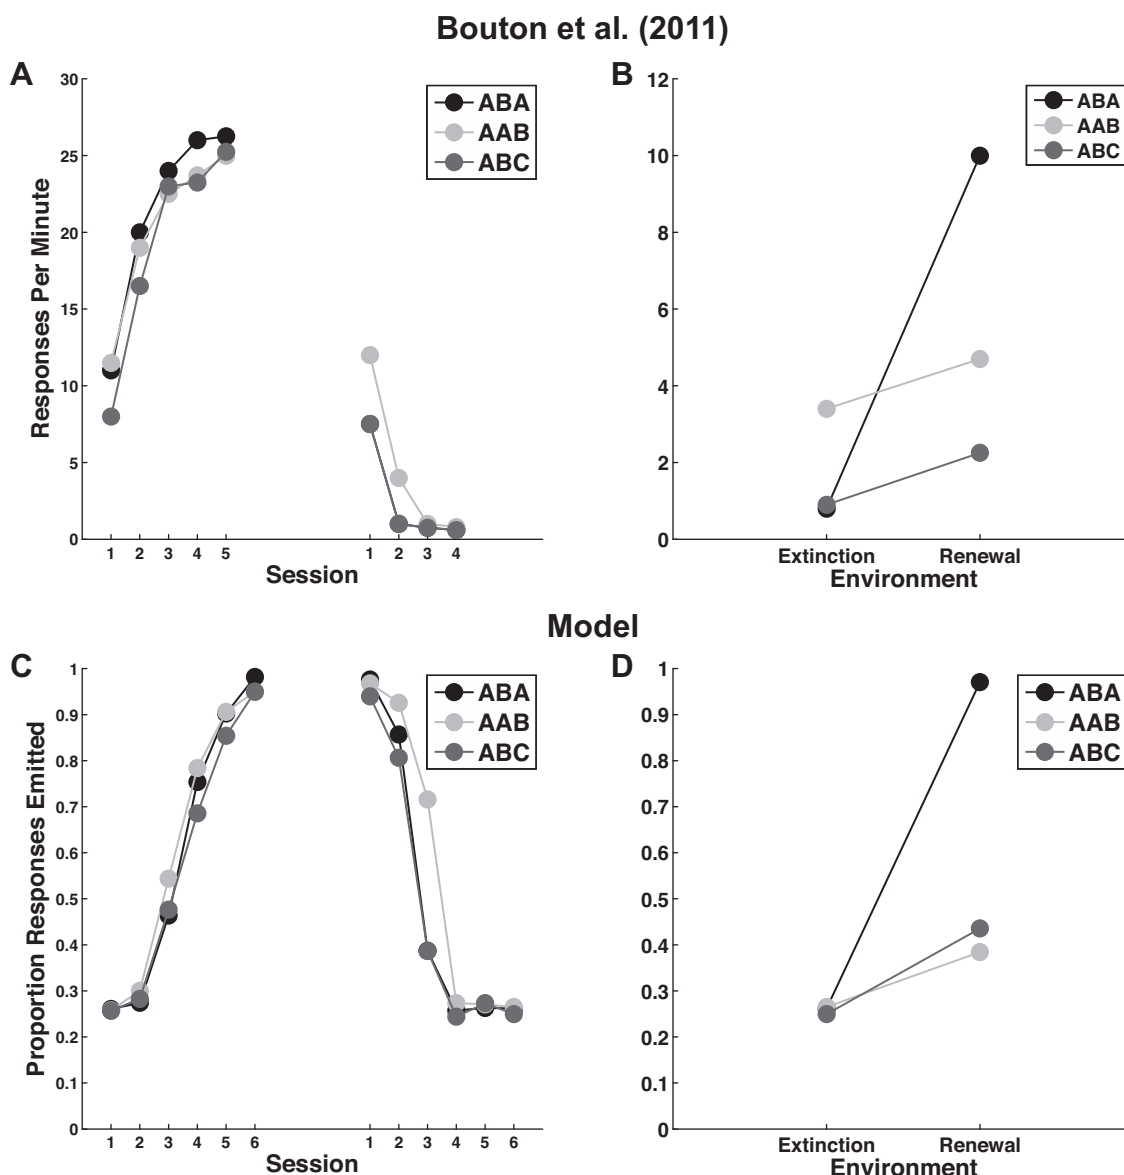 Bouton et al. (2011)
A
30
25
20
15
10
5
0
Responses Per Minute
ABA
AAB
ABC
1 2 3 4 5
1 2 3 4
Session
B
12
10
8
6
4
2
0
ABA
AAB
ABC
Extinction
Renewal
Environment
Model
C
1
0.9
0.8
0.7
0.6
0.5
0.4
0.3
0.2
0.1
0
Proportion Responses Emitted
ABA
AAB
ABC
1 2 3 4 5 6
1 2 3 4 5 6
Session
D
1
0.9
0.8
0.7
0.6
0.5
0.4
0.3
0.2
0.1
0
ABA
AAB
ABC
Extinction
Renewal
Environment